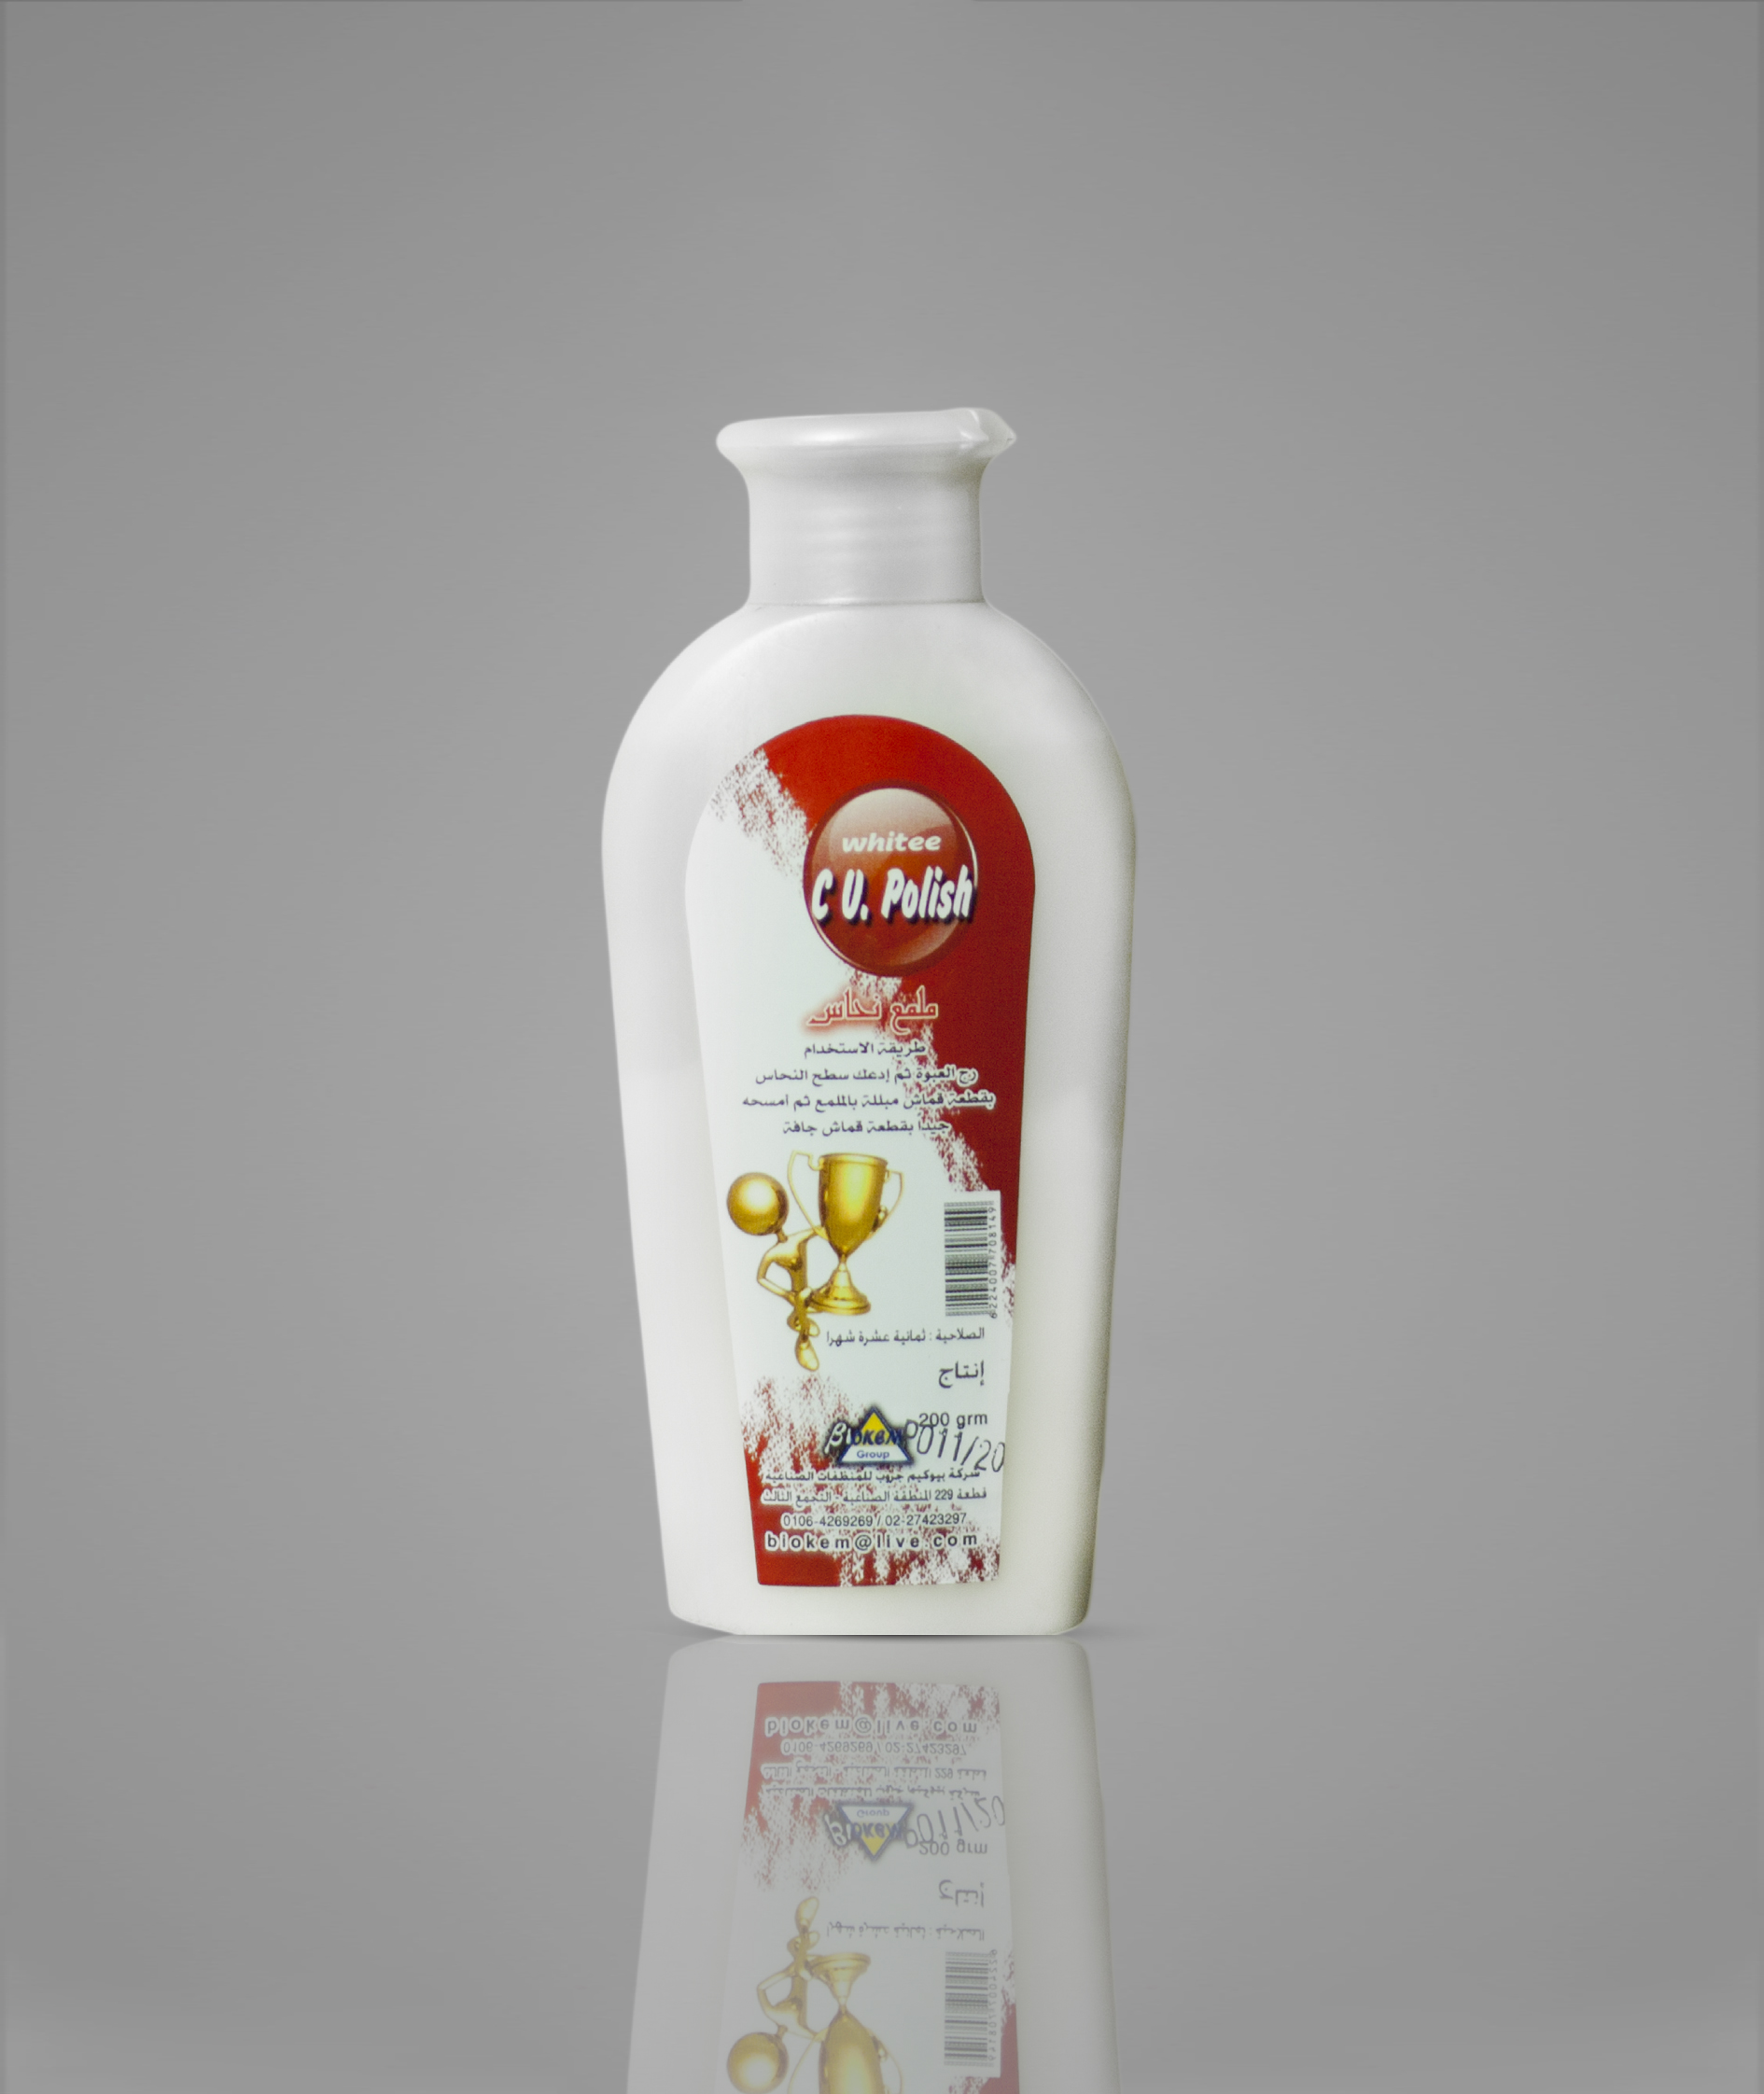 whitee
C U. Polish
ملمع نحاس
طريقة الاستخدام
رج العبوة ثم إدعك سطح النحاس
بقطعة قماش مبللة بالملمع ثم أمسحه
جيداً بقطعة قماش جافة
6224007708149
الصلاحية : ثمانية عشرة شهرا
إنتاج
200 grm
011/20
βIOKEM
Group
شركة بيوكيم جروب للمنظفات الصناعية
قطعة 229 المنطقة الصناعية - التجمع الثالث
0106-4269269 / 02-27423297
biokem@live.com